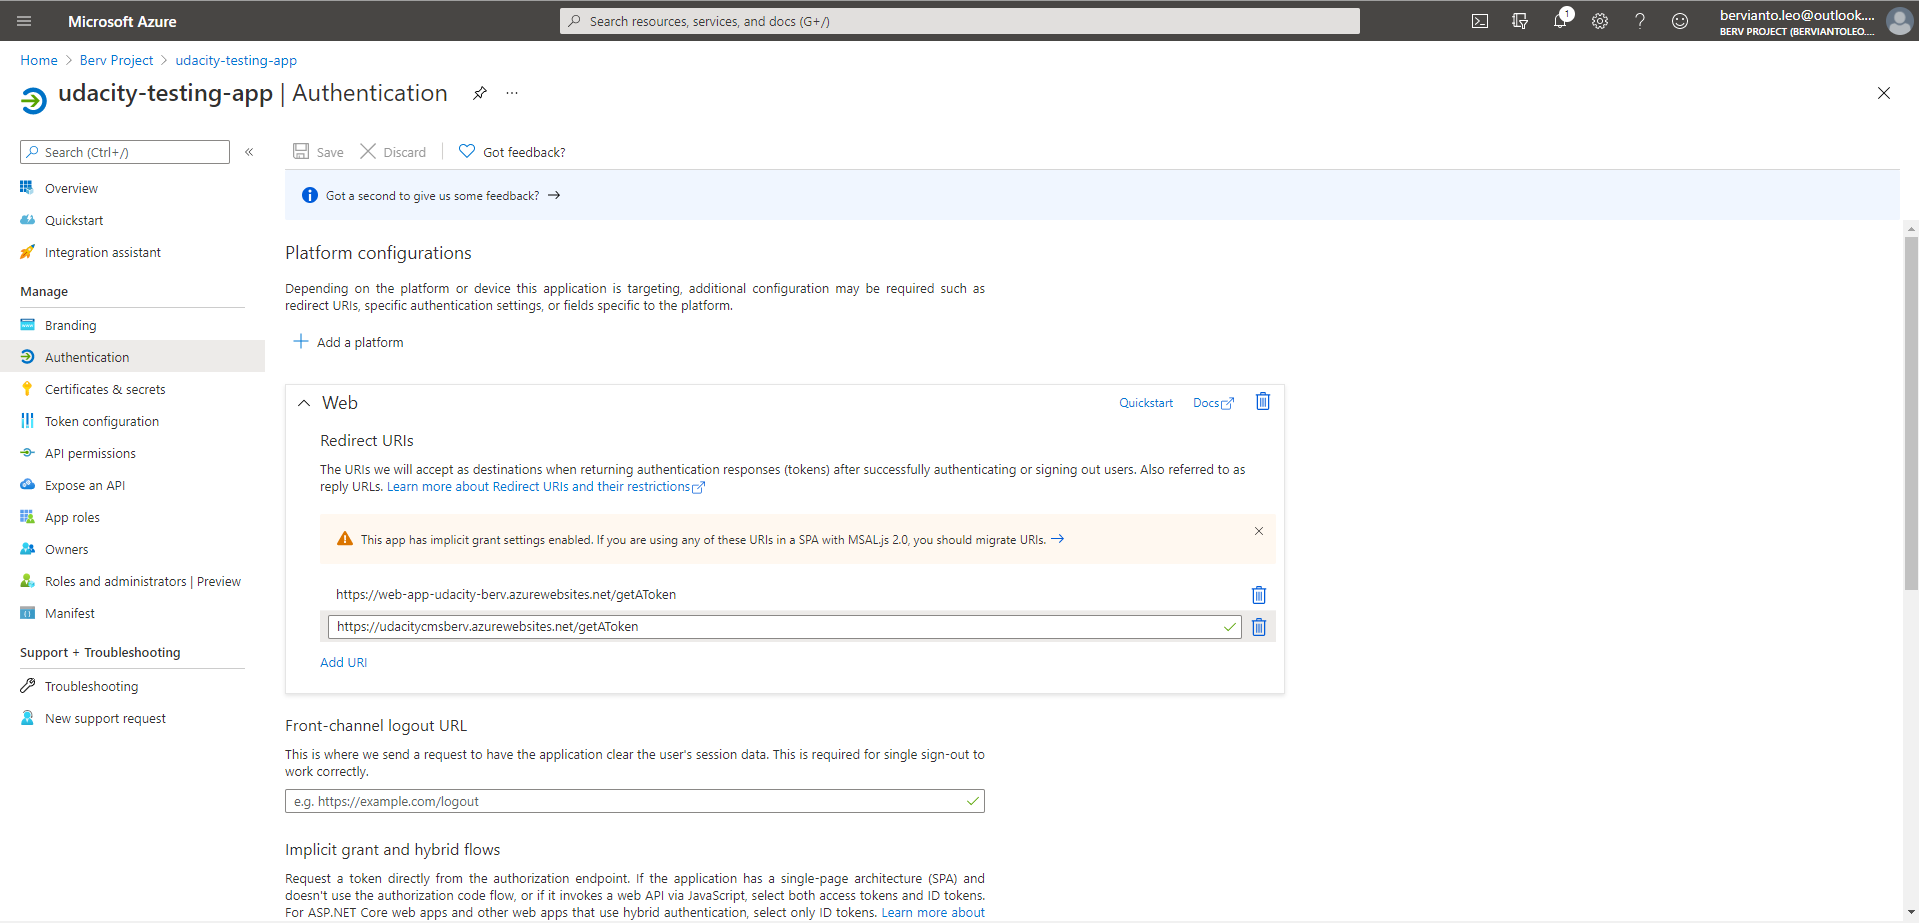 Microsoft Azure
Search resources, services, and docs (G+/)
1
bervianto.leo@outlook....
BERV PROJECT (BERVIANTOLEO....
Home > Berv Project > udacity-testing-app
udacity-testing-app | Authentication
...
Search (Ctrl+/)
«
Save
Discard
Got feedback?
Got a second to give us some feedback? →
Overview
Quickstart
Integration assistant
Manage
Branding
Authentication
Certificates & secrets
Token configuration
API permissions
Expose an API
App roles
Owners
Roles and administrators | Preview
Manifest
Support + Troubleshooting
Troubleshooting
New support request
Platform configurations
Depending on the platform or device this application is targeting, additional configuration may be required such as
redirect URIs, specific authentication settings, or fields specific to the platform.
+ Add a platform
Web
Quickstart
Docs
Redirect URIs
The URIs we will accept as destinations when returning authentication responses (tokens) after successfully authenticating or signing out users. Also referred to as
reply URLs. Learn more about Redirect URIs and their restrictions
This app has implicit grant settings enabled. If you are using any of these URIs in a SPA with MSAL.js 2.0, you should migrate URIs. →
https://web-app-udacity-berv.azurewebsites.net/getAToken
https://udacitycmsberv.azurewebsites.net/getAToken
Add URI
Front-channel logout URL
This is where we send a request to have the application clear the user's session data. This is required for single sign-out to
work correctly.
e.g. https://example.com/logout
Implicit grant and hybrid flows
Request a token directly from the authorization endpoint. If the application has a single-page architecture (SPA) and
doesn't use the authorization code flow, or if it invokes a web API via JavaScript, select both access tokens and ID tokens.
For ASP.NET Core web apps and other web apps that use hybrid authentication, select only ID tokens. Learn more about